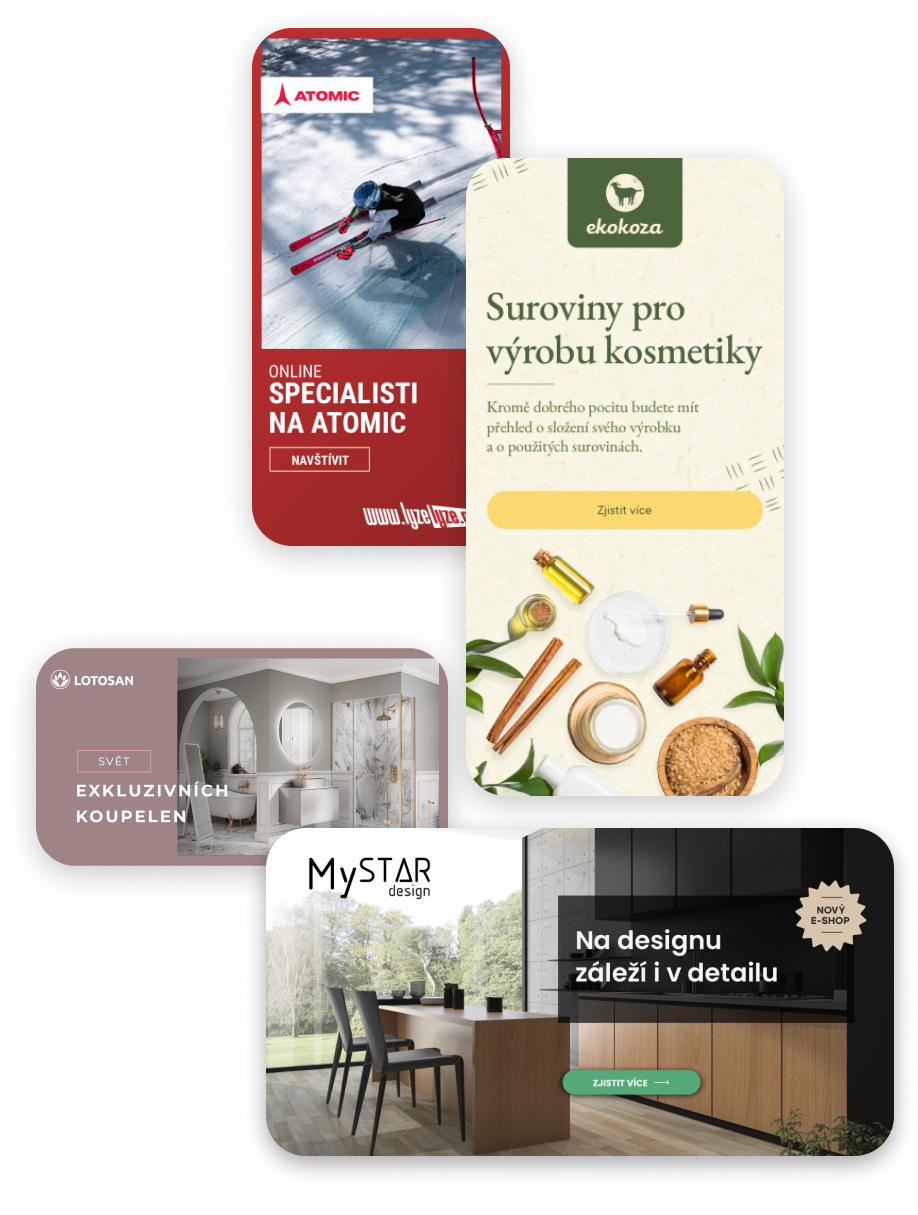 ATOMIC
ONLINE
SPECIALISTI
NA ATOMIC
NAVŠTÍVIT
www.lyzelyze.c
ekokoza
Suroviny pro
výrobu kosmetiky
Kromě dobrého pocitu budete mít
přehled o složení svého výrobku
a o použitých surovinách.
Zjistit více
LOTOSAN
SVĚT
EXKLUZIVNÍCH
KOUPELEN
MySTAR
design
NOVÝ
E-SHOP
Na designu
záleží i v detailu
ZJISTIT VÍCE